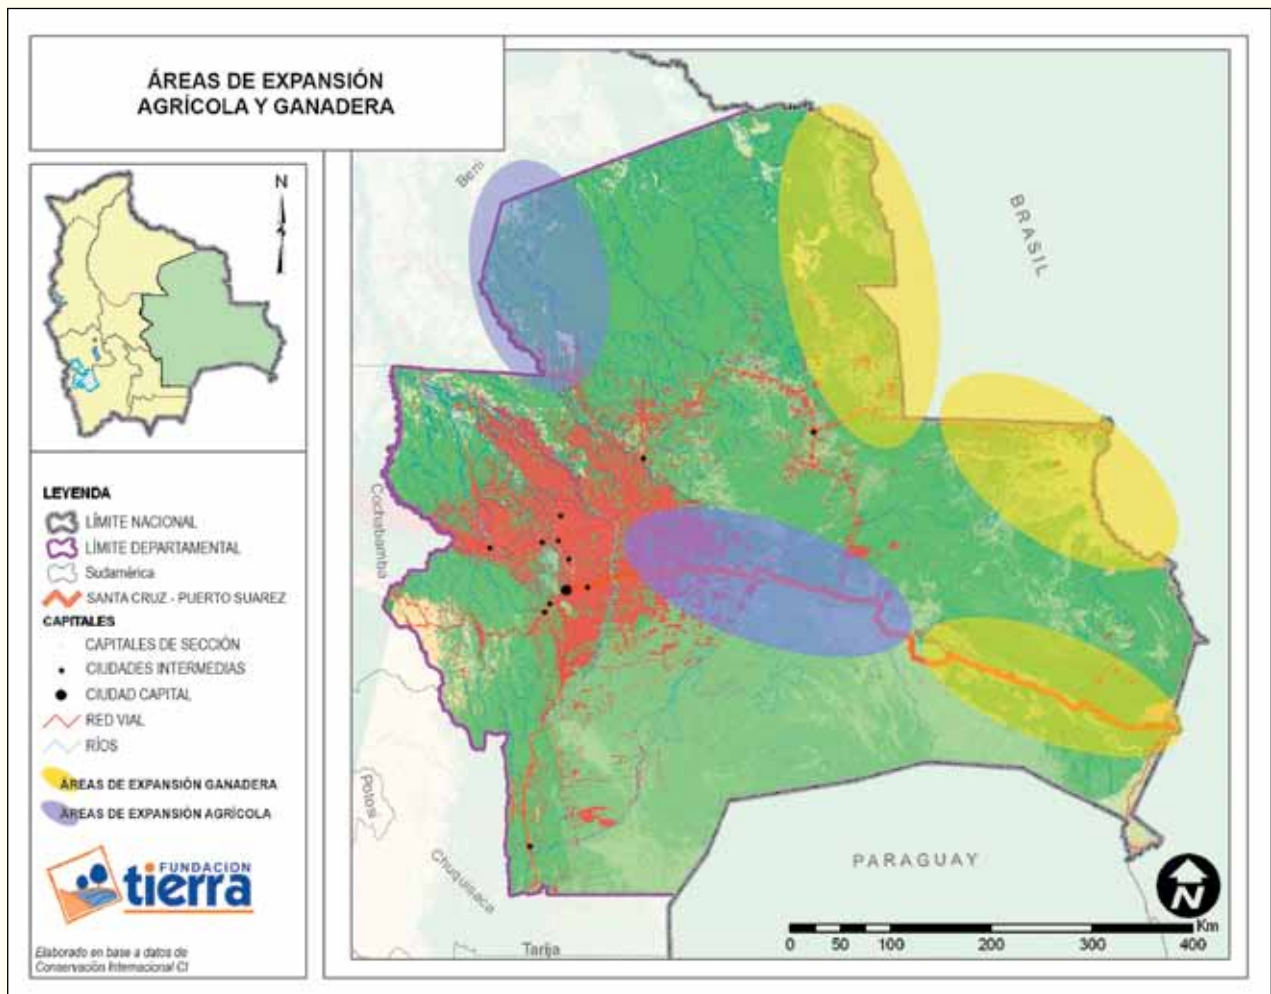 ÁREAS DE EXPANSIÓN
AGRÍCOLA Y GANADERA
N
LEYENDA
LÍMITE NACIONAL
LÍMITE DEPARTAMENTAL
Sudamérica
SANTA CRUZ - PUERTO SUAREZ
CAPITALES
CAPITALES DE SECCIÓN
CIUDADES INTERMEDIAS
CIUDAD CAPITAL
RED VIAL
RÍOS
ÁREAS DE EXPANSIÓN GANADERA
ÁREAS DE EXPANSIÓN AGRÍCOLA
FUNDACION
tierra
Elaborado en base a datos de
Conservación Internacional CI
Beni
BRASIL
Cochabamba
Potosí
Chuquisaca
Tarija
PARAGUAY
N
Km
0 50 100 200 300 400